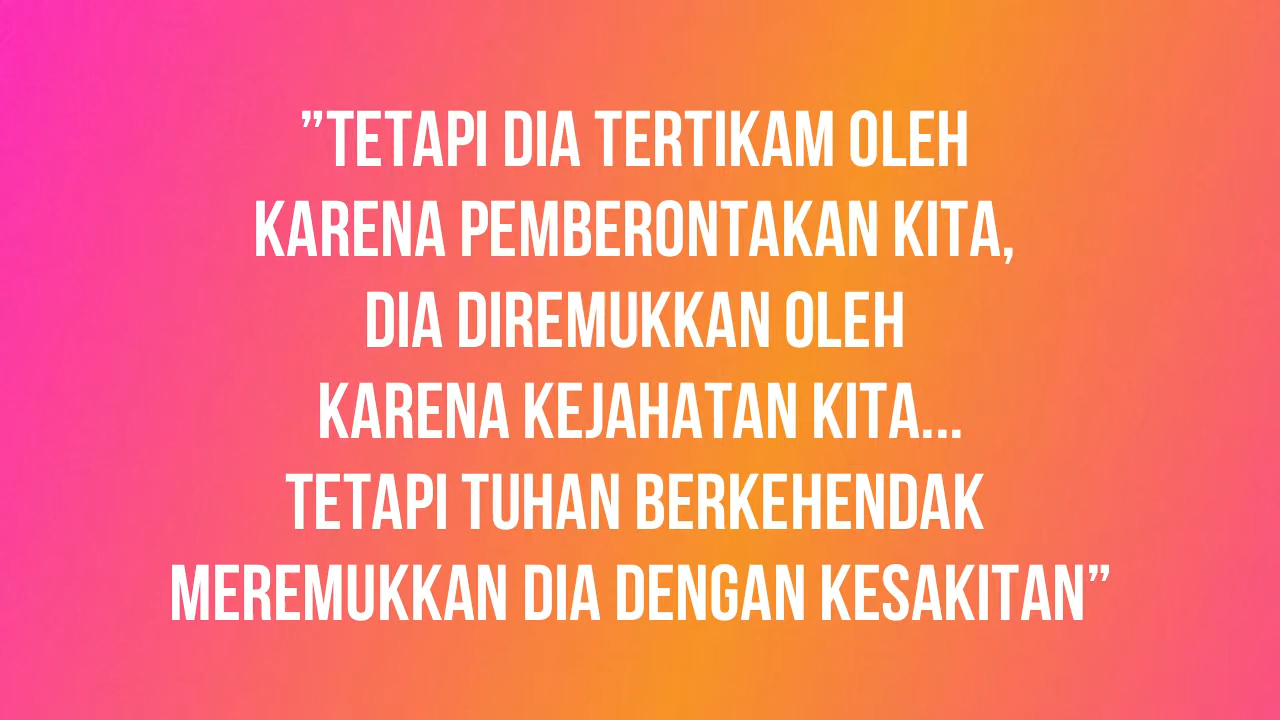 ”TETAPI DIA TERTIKAM OLEH
KARENA PEMBERONTAKAN KITA,
DIA DIREMUKKAN OLEH
KARENA KEJAHATAN KITA...
TETAPI TUHAN BERKEHENDAK
MEREMUKKAN DIA DENGAN KESAKITAN”